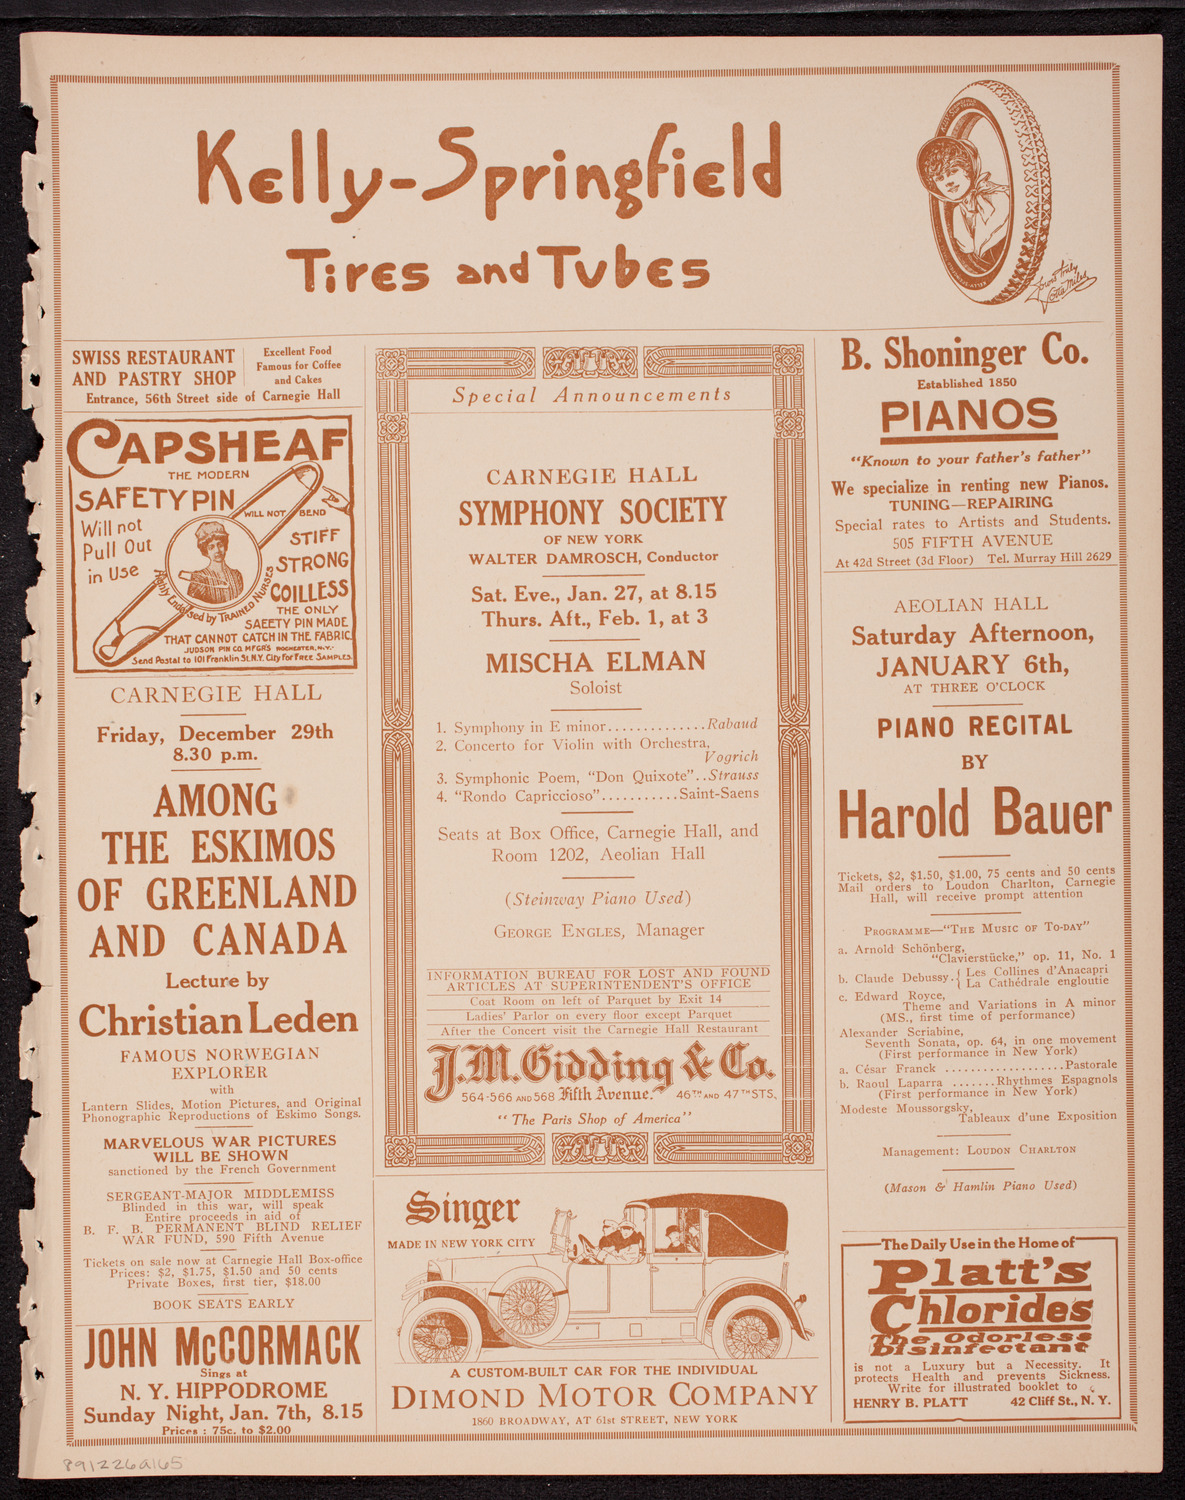 Kelly-Springfield
Tires and Tubes
Yours truly
Lotta Miles
SWISS RESTAURANT
AND PASTRY SHOP
Excellent Food
Famous for Coffee
and Cakes
Entrance, 56th Street side of Carnegie Hall
CAPSHEAF
THE MODERN
SAFETY PIN
WILL NOT BEND
Will not
Pull Out
in Use
STIFF
STRONG
COILLESS
Highly Endorsed by TRAINED NURSES
THE ONLY
SAFETY PIN MADE
THAT CANNOT CATCH IN THE FABRIC
JUDSON PIN CO. MFGR'S ROCHESTER, N.Y.
Send Postal to 101 Franklin St. N.Y. City For FREE SAMPLES
CARNEGIE HALL
Friday, December 29th
8.30 p.m.
AMONG
THE ESKIMOS
OF GREENLAND
AND CANADA
Lecture by
Christian Leden
FAMOUS NORWEGIAN
EXPLORER
with
Lantern Slides, Motion Pictures, and Original
Phonographic Reproductions of Eskimo Songs.
MARVELOUS WAR PICTURES
WILL BE SHOWN
sanctioned by the French Government
SERGEANT-MAJOR MIDDLEMISS
Blinded in this war, will speak
Entire proceeds in aid of
B. F. B. PERMANENT BLIND RELIEF
WAR FUND, 590 Fifth Avenue
Tickets on sale now at Carnegie Hall Box-office
Prices: $2, $1.75, $1.50 and 50 cents
Private Boxes, first tier, $18.00
BOOK SEATS EARLY
JOHN McCORMACK
Sings at
N. Y. HIPPODROME
Sunday Night, Jan. 7th, 8.15
Prices : 75c. to $2.00
Special Announcements
CARNEGIE HALL
SYMPHONY SOCIETY
OF NEW YORK
WALTER DAMROSCH, Conductor
Sat. Eve., Jan. 27, at 8.15
Thurs. Aft., Feb. 1, at 3
MISCHA ELMAN
Soloist
1. Symphony in E minor..............Rabaud
2. Concerto for Violin with Orchestra,
Vogrich
3. Symphonic Poem, "Don Quixote"..Strauss
4. "Rondo Capriccioso"...........Saint-Saens
Seats at Box Office, Carnegie Hall, and
Room 1202, Aeolian Hall
(Steinway Piano Used)
GEORGE ENGLES, Manager
INFORMATION BUREAU FOR LOST AND FOUND
ARTICLES AT SUPERINTENDENT'S OFFICE
Coat Room on left of Parquet by Exit 14
Ladies' Parlor on every floor except Parquet
After the Concert visit the Carnegie Hall Restaurant
J.M. Gidding & Co.
564-566 AND 568 Fifth Avenue. 46TH AND 47TH STS.
"The Paris Shop of America"
Singer
MADE IN NEW YORK CITY
A CUSTOM-BUILT CAR FOR THE INDIVIDUAL
DIMOND MOTOR COMPANY
1860 BROADWAY, AT 61st STREET, NEW YORK
B. Shoninger Co.
Established 1850
PIANOS
"Known to your father's father"
We specialize in renting new Pianos.
TUNING—REPAIRING
Special rates to Artists and Students.
505 FIFTH AVENUE
At 42d Street (3d Floor) Tel. Murray Hill 2629
AEOLIAN HALL
Saturday Afternoon,
JANUARY 6th,
AT THREE O'CLOCK
PIANO RECITAL
BY
Harold Bauer
Tickets, $2, $1.50, $1.00, 75 cents and 50 cents
Mail orders to Loudon Charlton, Carnegie
Hall, will receive prompt attention
PROGRAMME—"THE MUSIC OF TO-DAY"
a. Arnold Schönberg,
"Clavierstücke," op. 11, No. 1
b. Claude Debussy. { Les Collines d'Anacapri
{ La Cathédrale engloutie
c. Edward Royce,
Theme and Variations in A minor
(MS., first time of performance)
Alexander Scriabine,
Seventh Sonata, op. 64, in one movement
(First performance in New York)
a. César Franck ...................Pastorale
b. Raoul Laparra .......Rhythmes Espagnols
(First performance in New York)
Modeste Moussorgsky,
Tableaux d'une Exposition
Management: LOUDON CHARLTON
(Mason & Hamlin Piano Used)
The Daily Use in the Home of
Platt's
Chlorides
The Odorless
Disinfectant
is not a Luxury but a Necessity. It
protects Health and prevents Sickness.
Write for illustrated booklet to
HENRY B. PLATT 42 Cliff St., N. Y.
891226a165